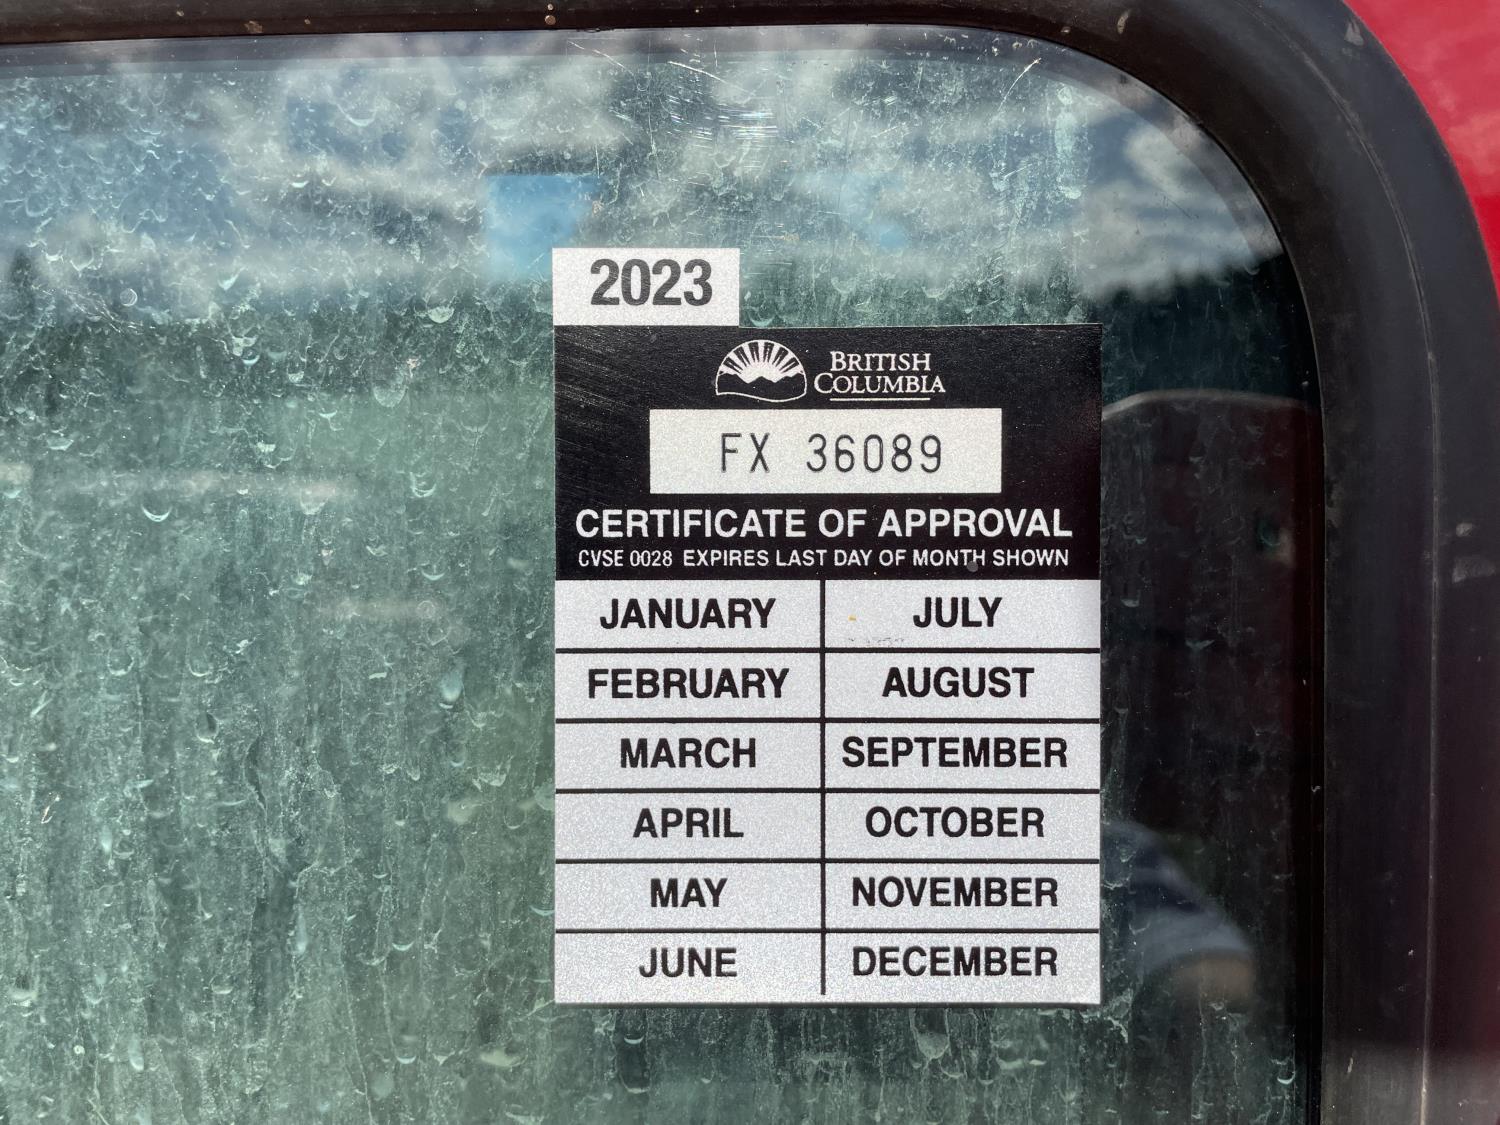 2023
BRITISH
COLUMBIA
FX 36089
CERTIFICATE OF APPROVAL
CVSE 0028 EXPIRES LAST DAY OF MONTH SHOWN
JANUARY JULY
FEBRUARY AUGUST
MARCH SEPTEMBER
APRIL OCTOBER
MAY NOVEMBER
JUNE DECEMBER